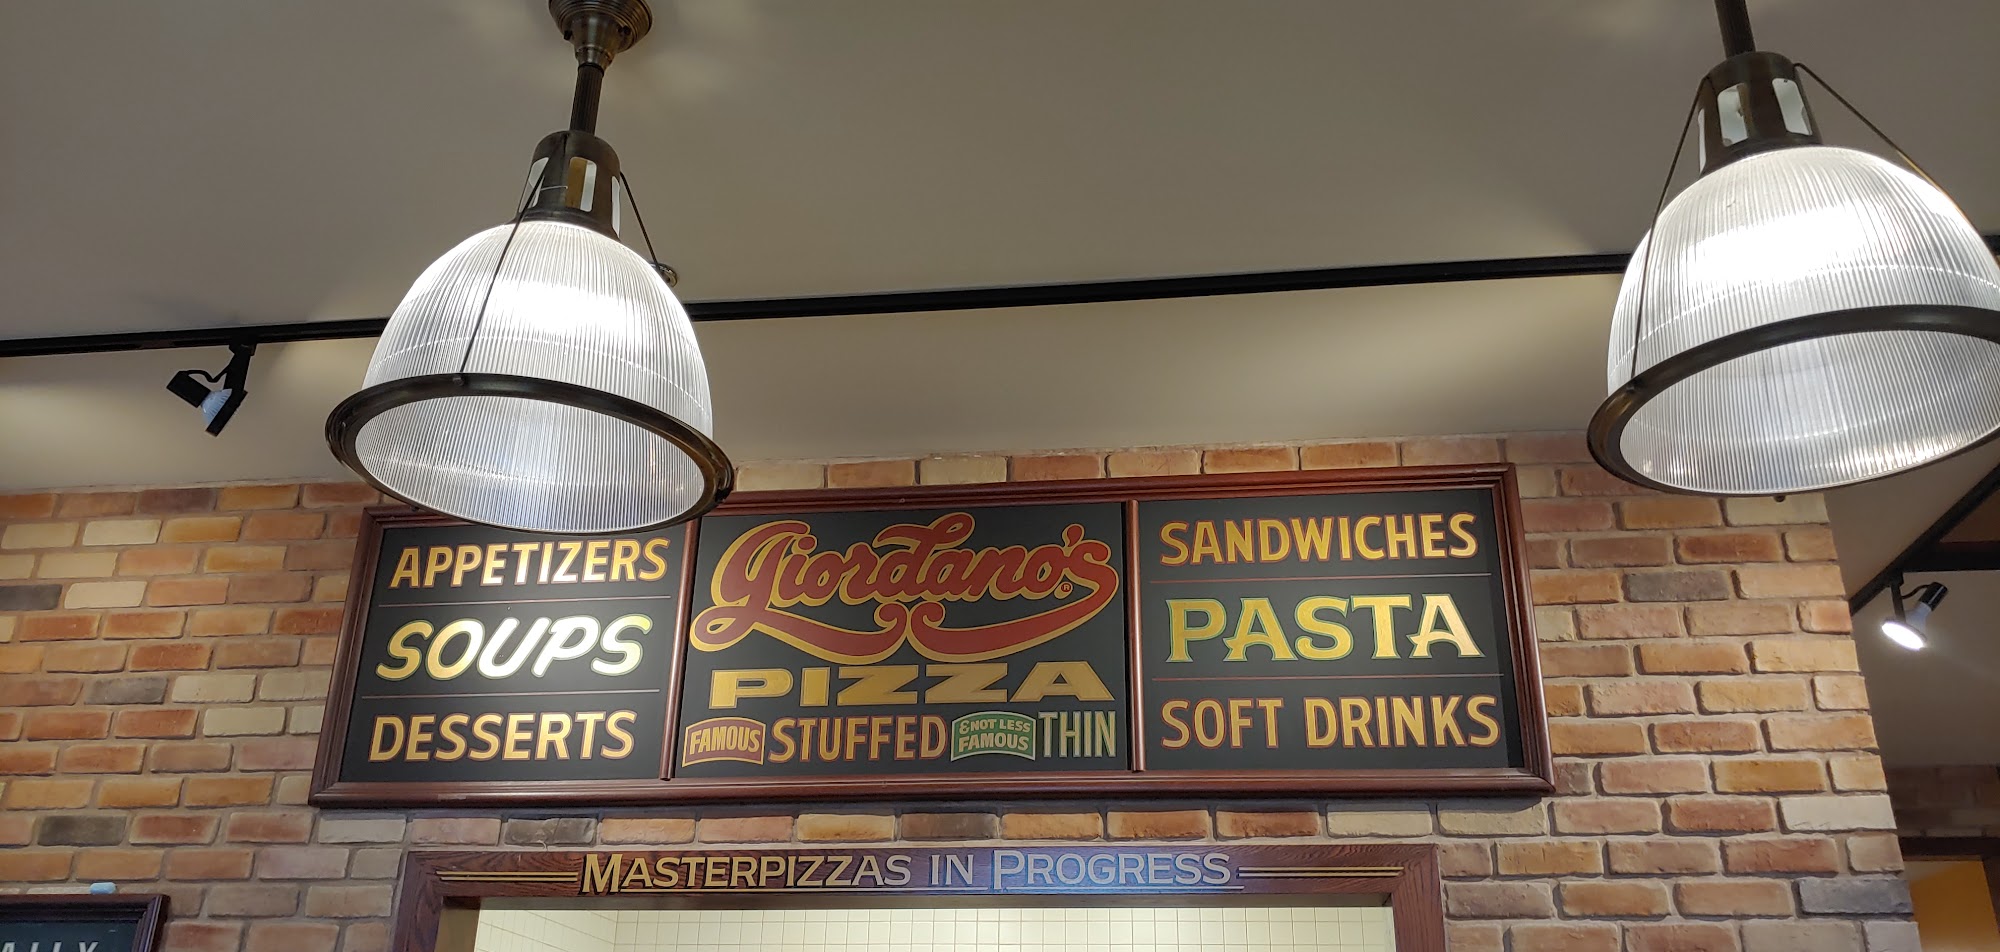 APPETIZERS
SOUPS
DESSERTS
Giordano's®
PIZZA
FAMOUS STUFFED & NOT LESS FAMOUS THIN
SANDWICHES
PASTA
SOFT DRINKS
MASTERPIZZAS IN PROGRESS